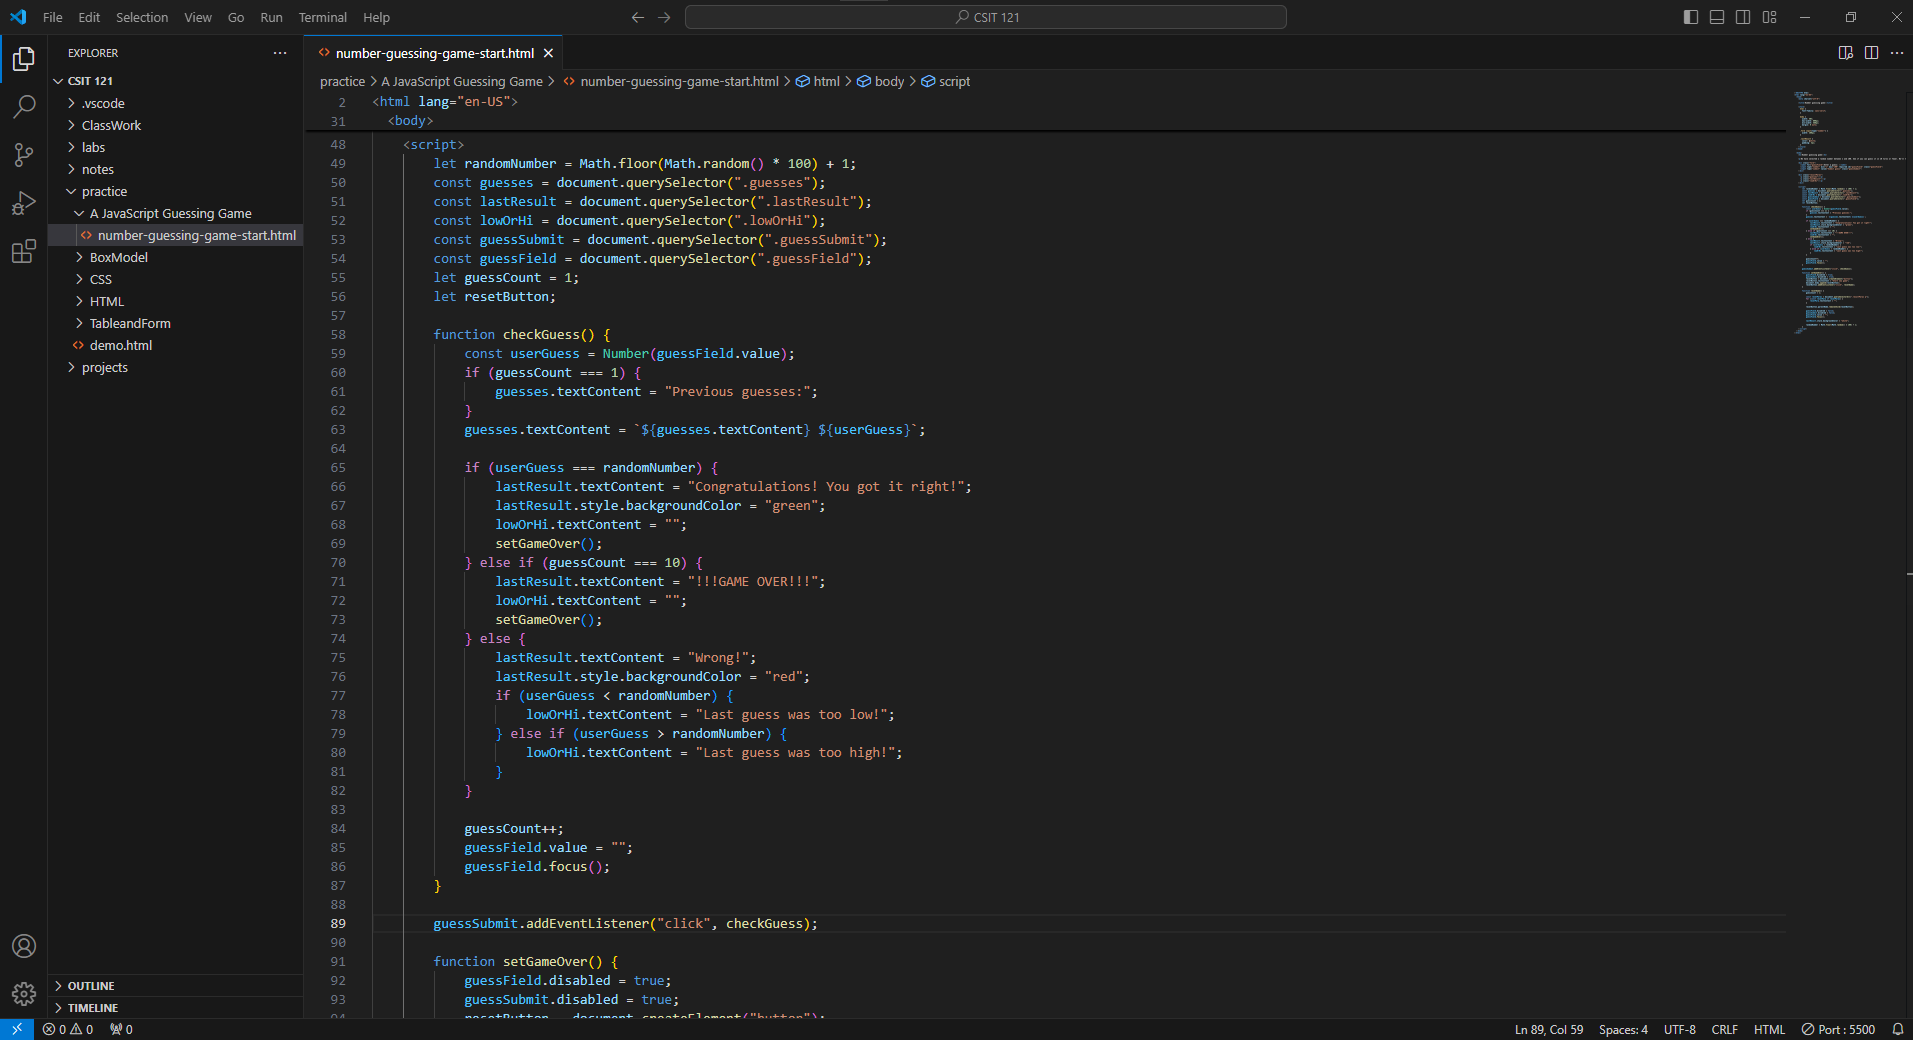 File Edit Selection View Go Run Terminal Help
CSIT 121
EXPLORER
CSIT 121
.vscode
ClassWork
labs
notes
practice
A JavaScript Guessing Game
number-guessing-game-start.html
BoxModel
CSS
HTML
TableandForm
demo.html
projects
OUTLINE
TIMELINE
number-guessing-game-start.html
practice > A JavaScript Guessing Game > number-guessing-game-start.html > html > body > script
2 <html lang="en-US">
31 <body>
48 <script>
49 let randomNumber = Math.floor(Math.random() * 100) + 1;
50 const guesses = document.querySelector(".guesses");
51 const lastResult = document.querySelector(".lastResult");
52 const lowOrHi = document.querySelector(".lowOrHi");
53 const guessSubmit = document.querySelector(".guessSubmit");
54 const guessField = document.querySelector(".guessField");
55 let guessCount = 1;
56 let resetButton;
57
58 function checkGuess() {
59 const userGuess = Number(guessField.value);
60 if (guessCount === 1) {
61 guesses.textContent = "Previous guesses:";
62 }
63 guesses.textContent = `${guesses.textContent} ${userGuess}`;
64
65 if (userGuess === randomNumber) {
66 lastResult.textContent = "Congratulations! You got it right!";
67 lastResult.style.backgroundColor = "green";
68 lowOrHi.textContent = "";
69 setGameOver();
70 } else if (guessCount === 10) {
71 lastResult.textContent = "!!!GAME OVER!!!";
72 lowOrHi.textContent = "";
73 setGameOver();
74 } else {
75 lastResult.textContent = "Wrong!";
76 lastResult.style.backgroundColor = "red";
77 if (userGuess < randomNumber) {
78 lowOrHi.textContent = "Last guess was too low!";
79 } else if (userGuess > randomNumber) {
80 lowOrHi.textContent = "Last guess was too high!";
81 }
82 }
83
84 guessCount++;
85 guessField.value = "";
86 guessField.focus();
87 }
88
89 guessSubmit.addEventListener("click", checkGuess);
90
91 function setGameOver() {
92 guessField.disabled = true;
93 guessSubmit.disabled = true;
94 resetButton = document.createElement("button");
0 0 0
Ln 89, Col 59 Spaces: 4 UTF-8 CRLF HTML Port : 5500